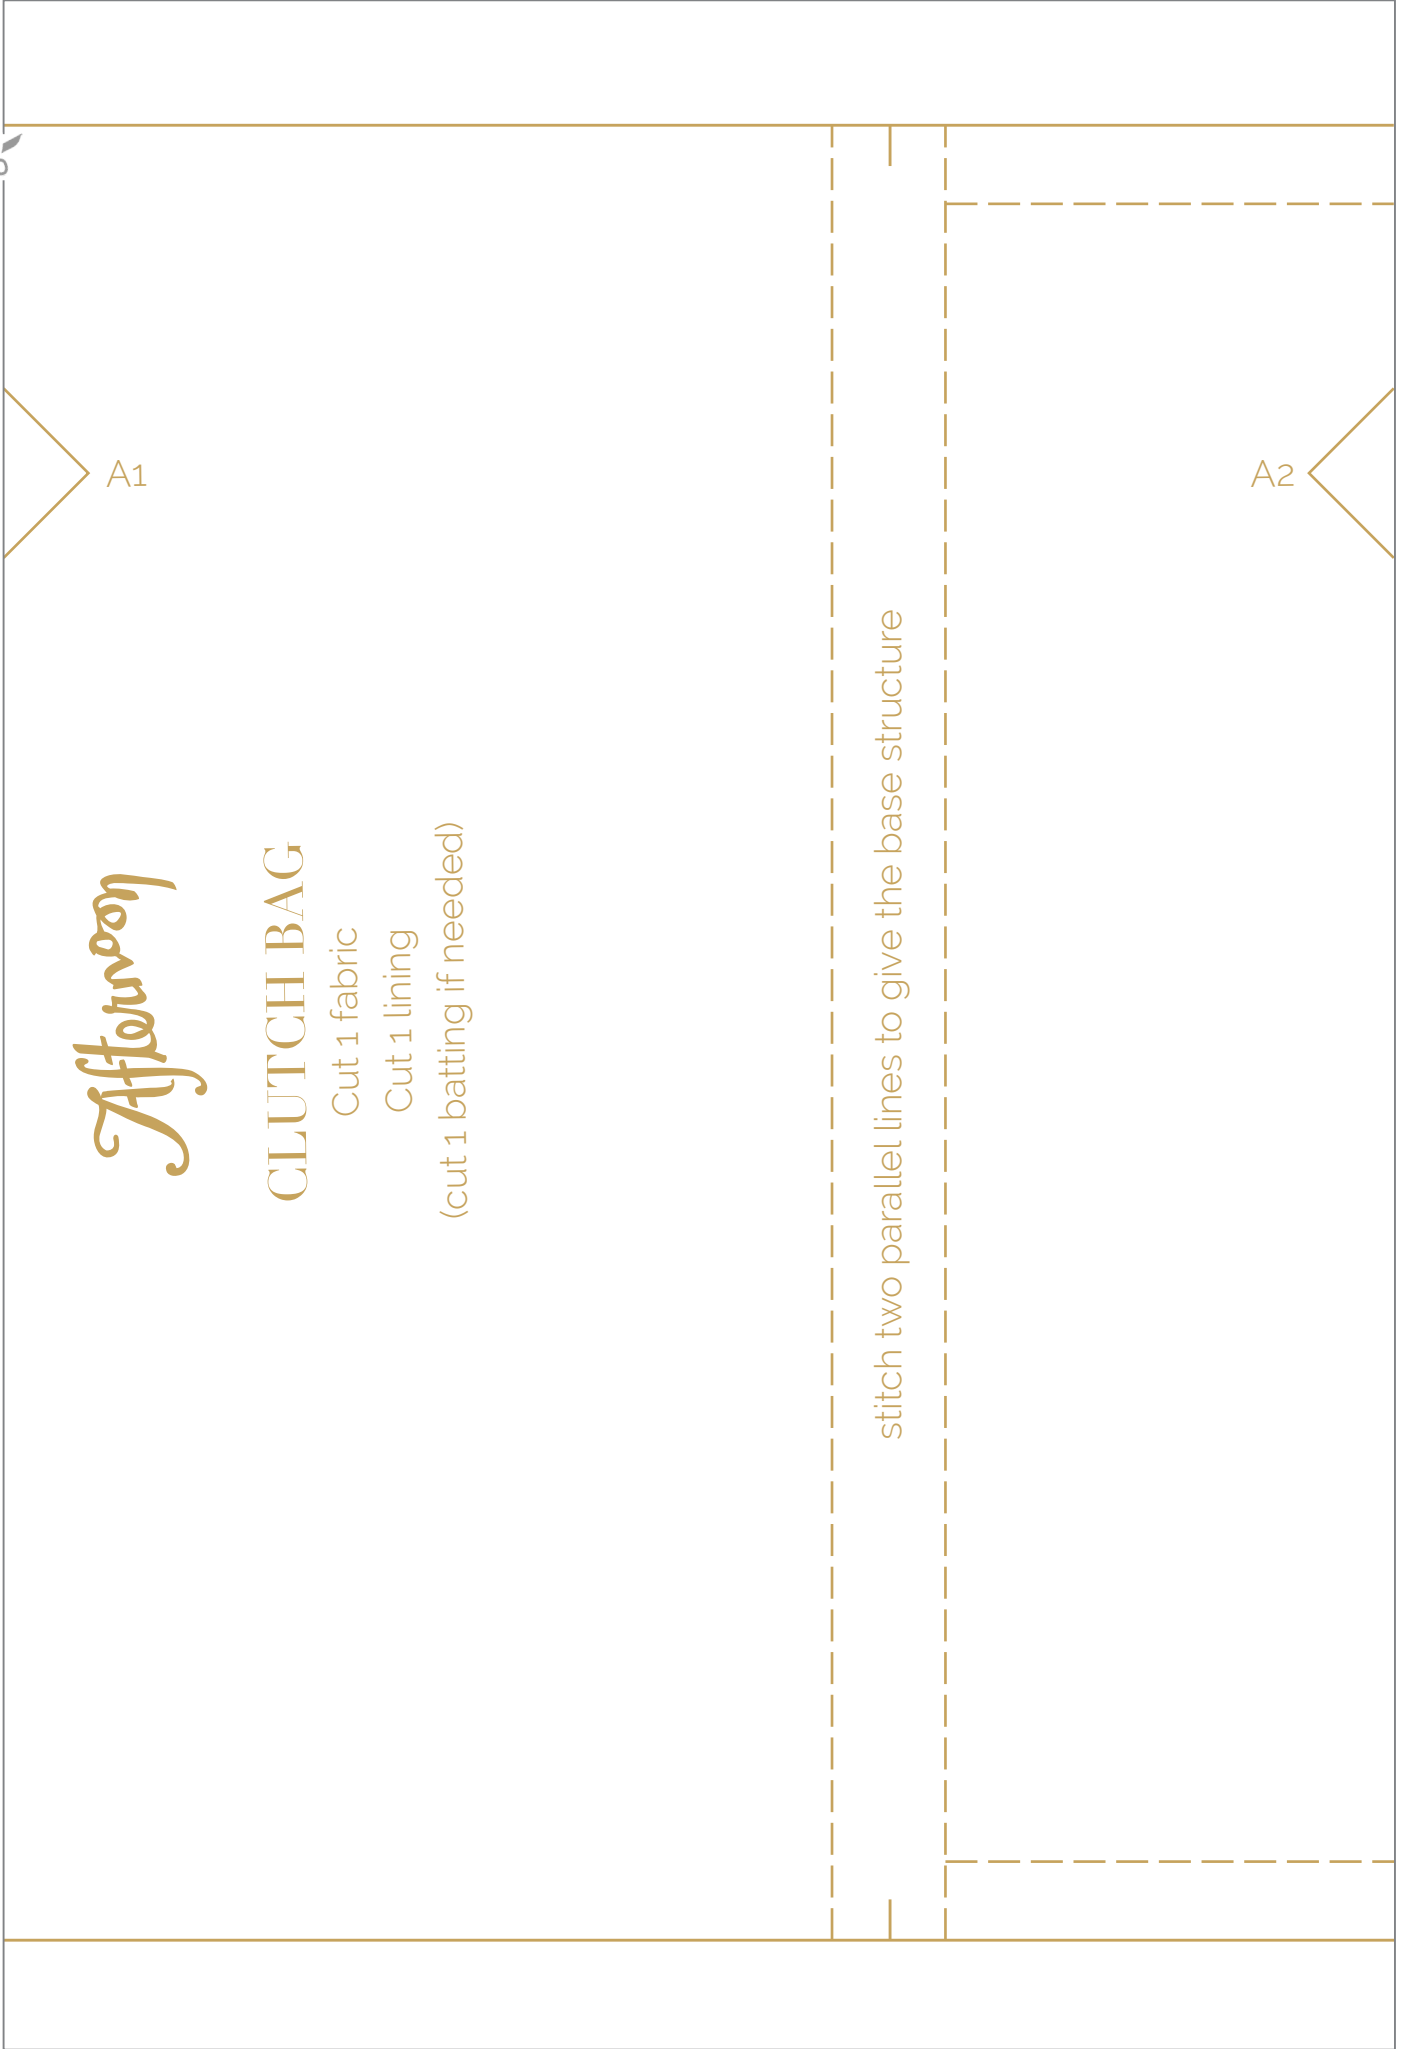 A1
A2
Afternoon
CLUTCH BAG
Cut 1 fabric
Cut 1 lining
(cut 1 batting if needed)
stitch two parallel lines to give the base structure